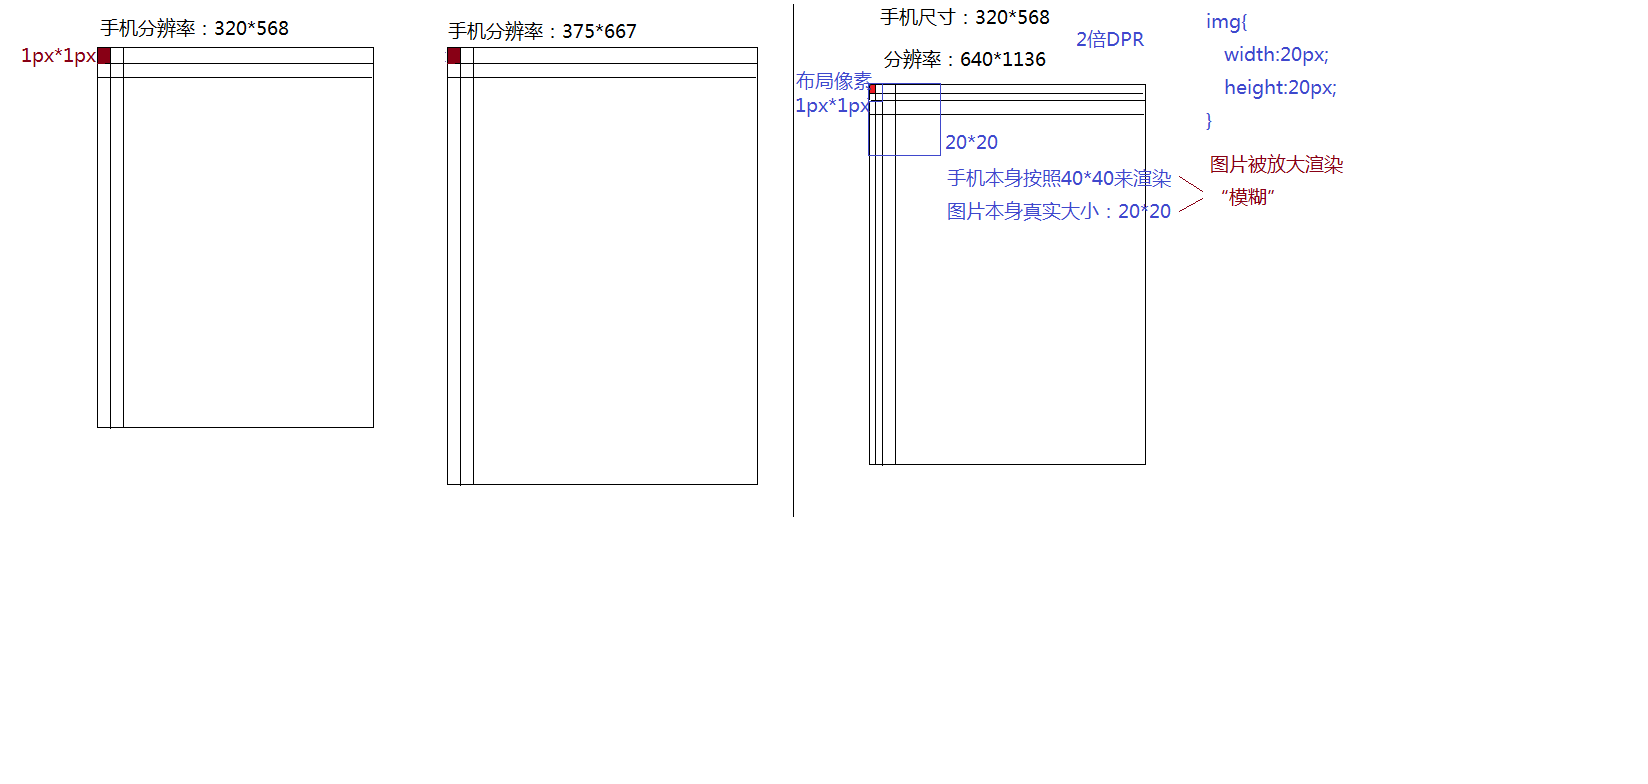 手机分辨率：320*568
1px*1px
手机分辨率：375*667
手机尺寸：320*568
2倍DPR
分辨率：640*1136
布局像素
1px*1px
20*20
手机本身按照40*40来渲染
图片本身真实大小：20*20
img{
width:20px;
height:20px;
}
图片被放大渲染
“模糊”